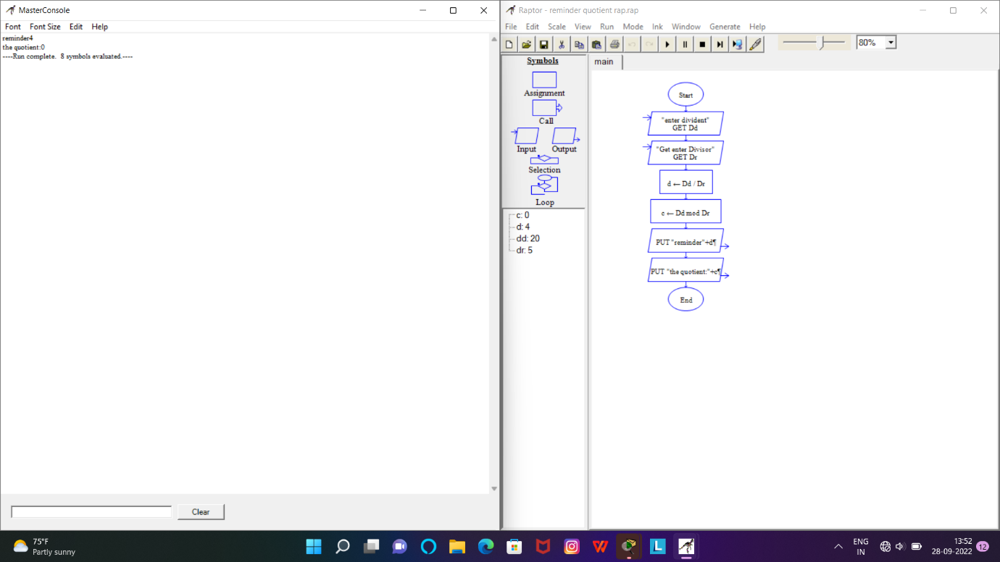 MasterConsole
Font Font Size Edit Help
reminder4
the quotient:0
----Run complete. 8 symbols evaluated.----
Clear
Raptor - reminder quotient rap.rap
File Edit Scale View Run Mode Ink Window Generate Help
80%
Symbols
Assignment
Call
Input Output
Selection
Loop
c: 0
d: 4
dd: 20
dr: 5
main
Start
"enter divident"
GET Dd
"Get enter Divisor"
GET Dr
d ← Dd / Dr
c ← Dd mod Dr
PUT "reminder"+d¶
PUT "the quotient:"+c¶
End
75°F
Partly sunny
L
ENG
IN
13:52
28-09-2022
12